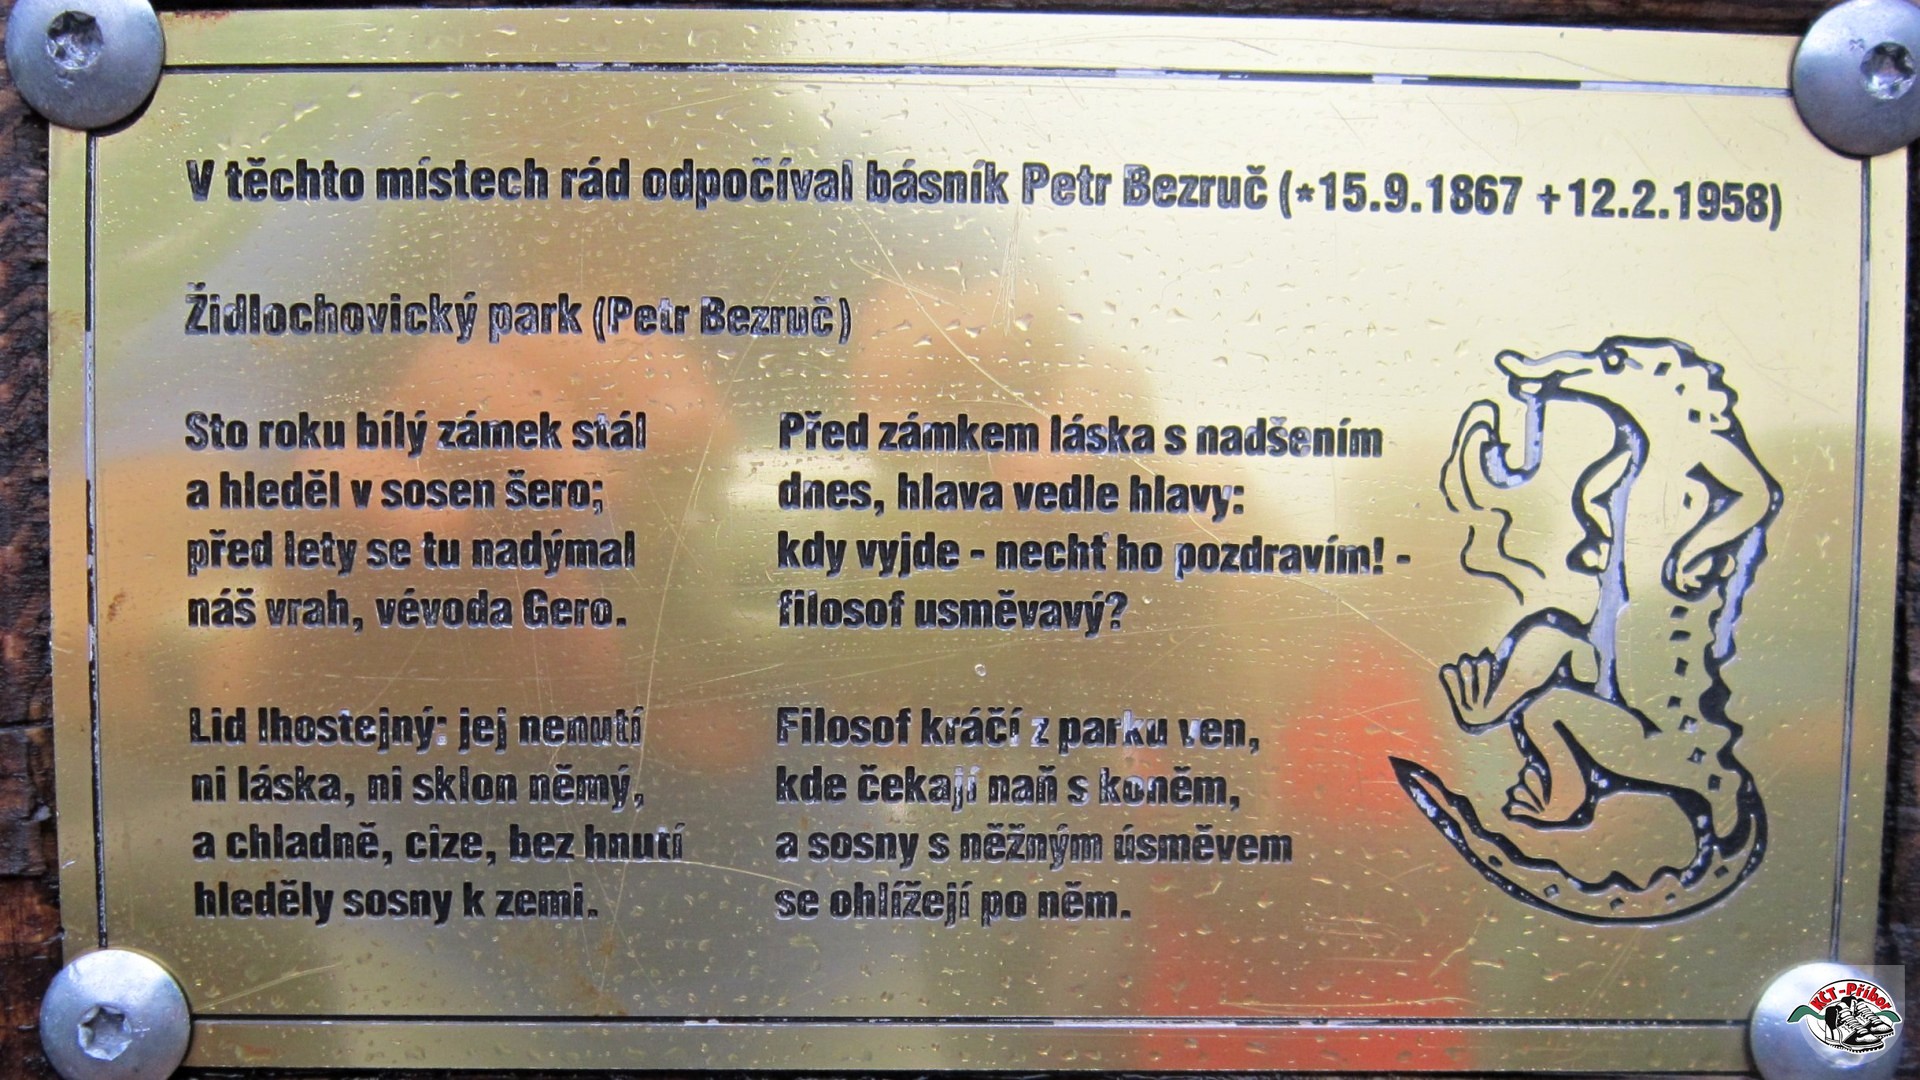 V těchto místech rád odpočíval básník Petr Bezruč (*15.9.1867 +12.2.1958)
Židlochovický park (Petr Bezruč)
Sto roku bílý zámek stál
a hleděl v sosen šero;
před lety se tu nadýmal
náš vrah, vévoda Gero.
Lid lhostejný: jej nenutí
ni láska, ni sklon němý,
a chladně, cize, bez hnutí
hleděly sosny k zemi.
Před zámkem láska s nadšením
dnes, hlava vedle hlavy:
kdy vyjde - nechť ho pozdravím! -
filosof usměvavý?
Filosof kráčí z parku ven,
kde čekají naň s koněm,
a sosny s něžným úsměvem
se ohlížejí po něm.
KČT-Příbor